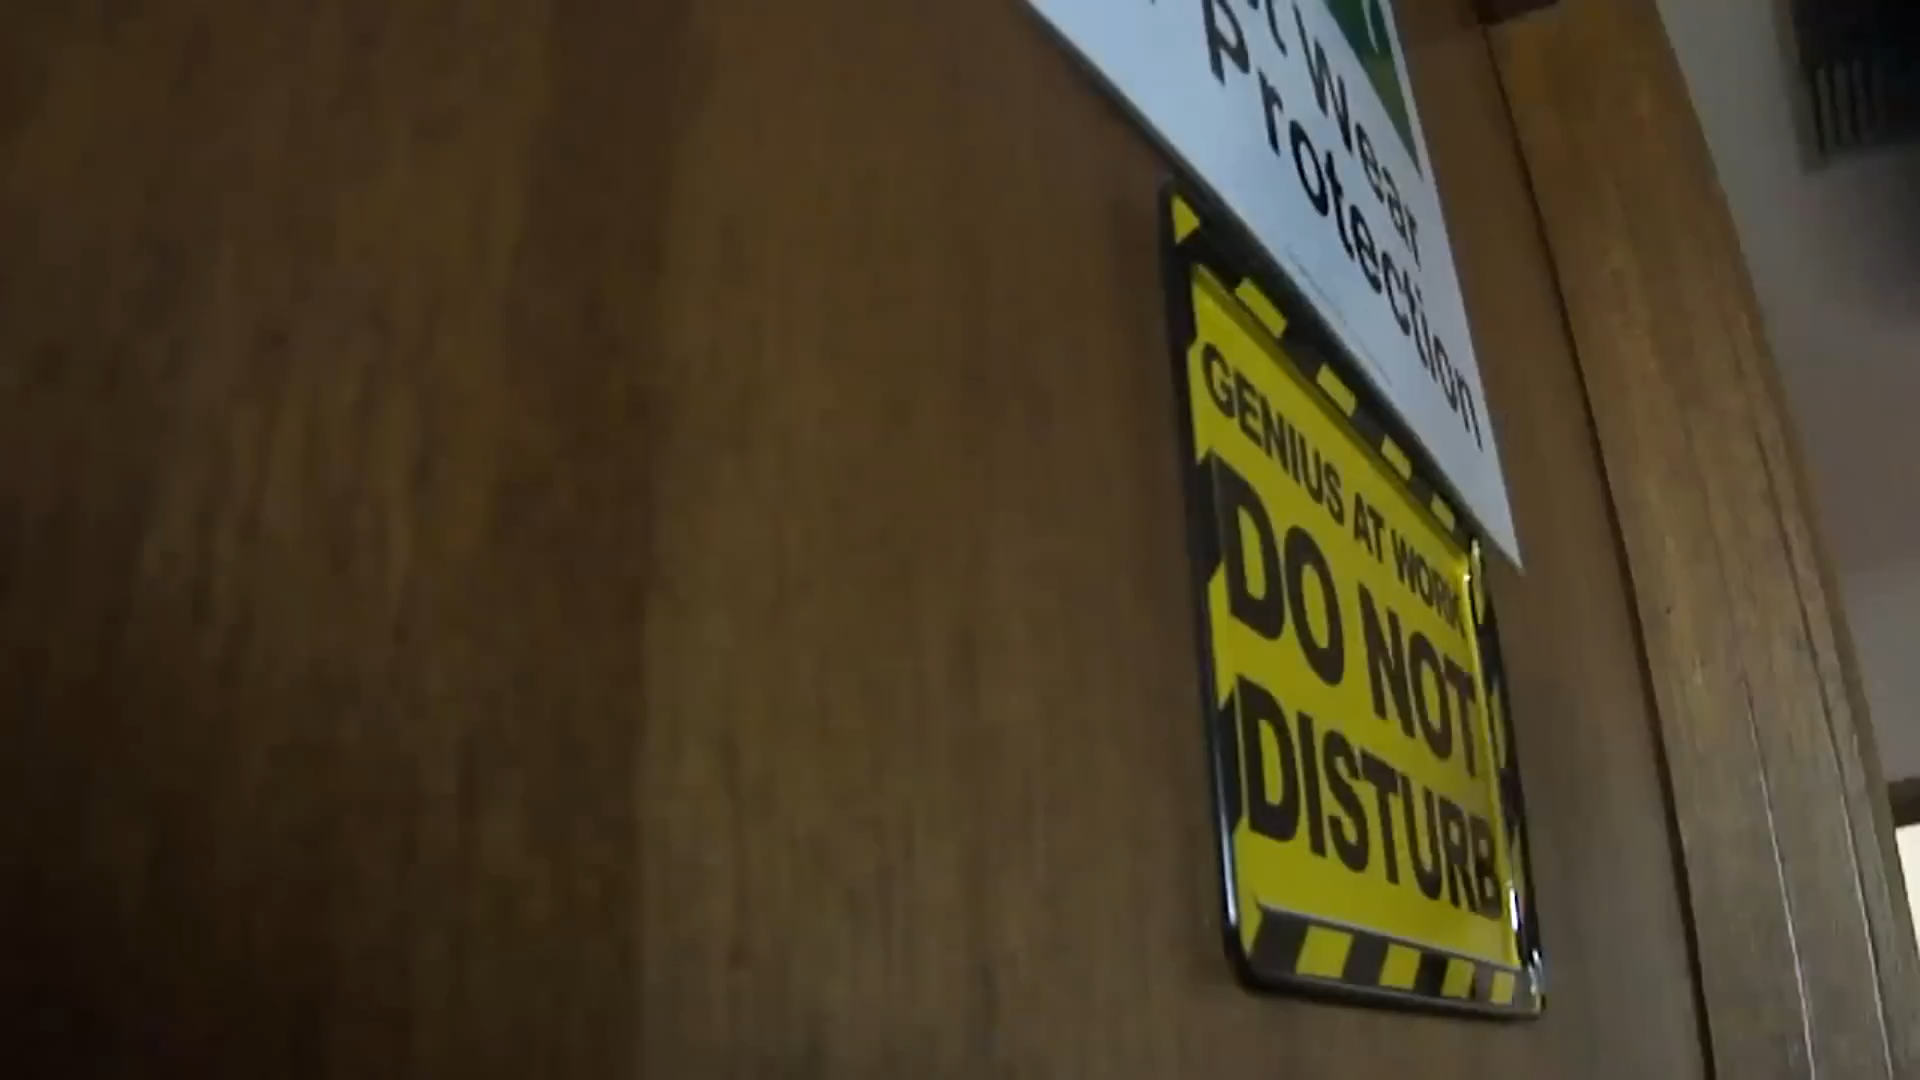 Wear
Protection
GENIUS AT WORK
DO NOT
DISTURB